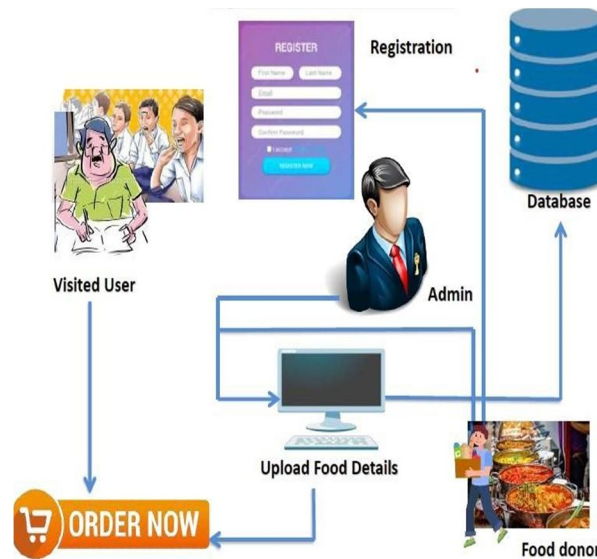 REGISTER
Registration
First Name
Last Name
Email
Password
Confirm Password
I accept
REGISTER NOW
Database
Visited User
Admin
Upload Food Details
ORDER NOW
Food donor